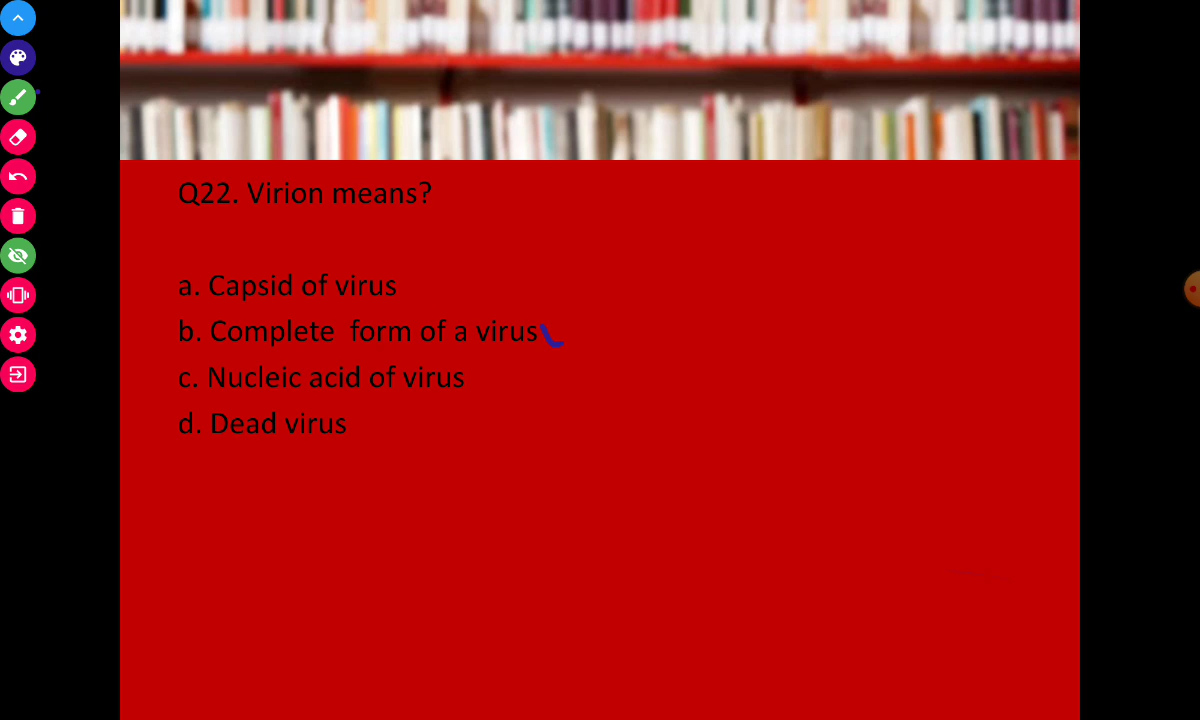 Q22. Virion means?
a. Capsid of virus
b. Complete  form of a virus
c. Nucleic acid of virus
d. Dead virus